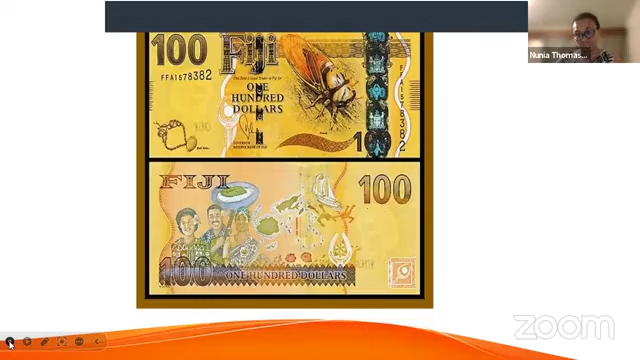 100
Fiji
FFA1578382
ONE
HUNDRED
DOLLARS
FFA1578382
100
FIJI
100
100
ONE HUNDRED DOLLARS
Nunia Thomas...
zoom